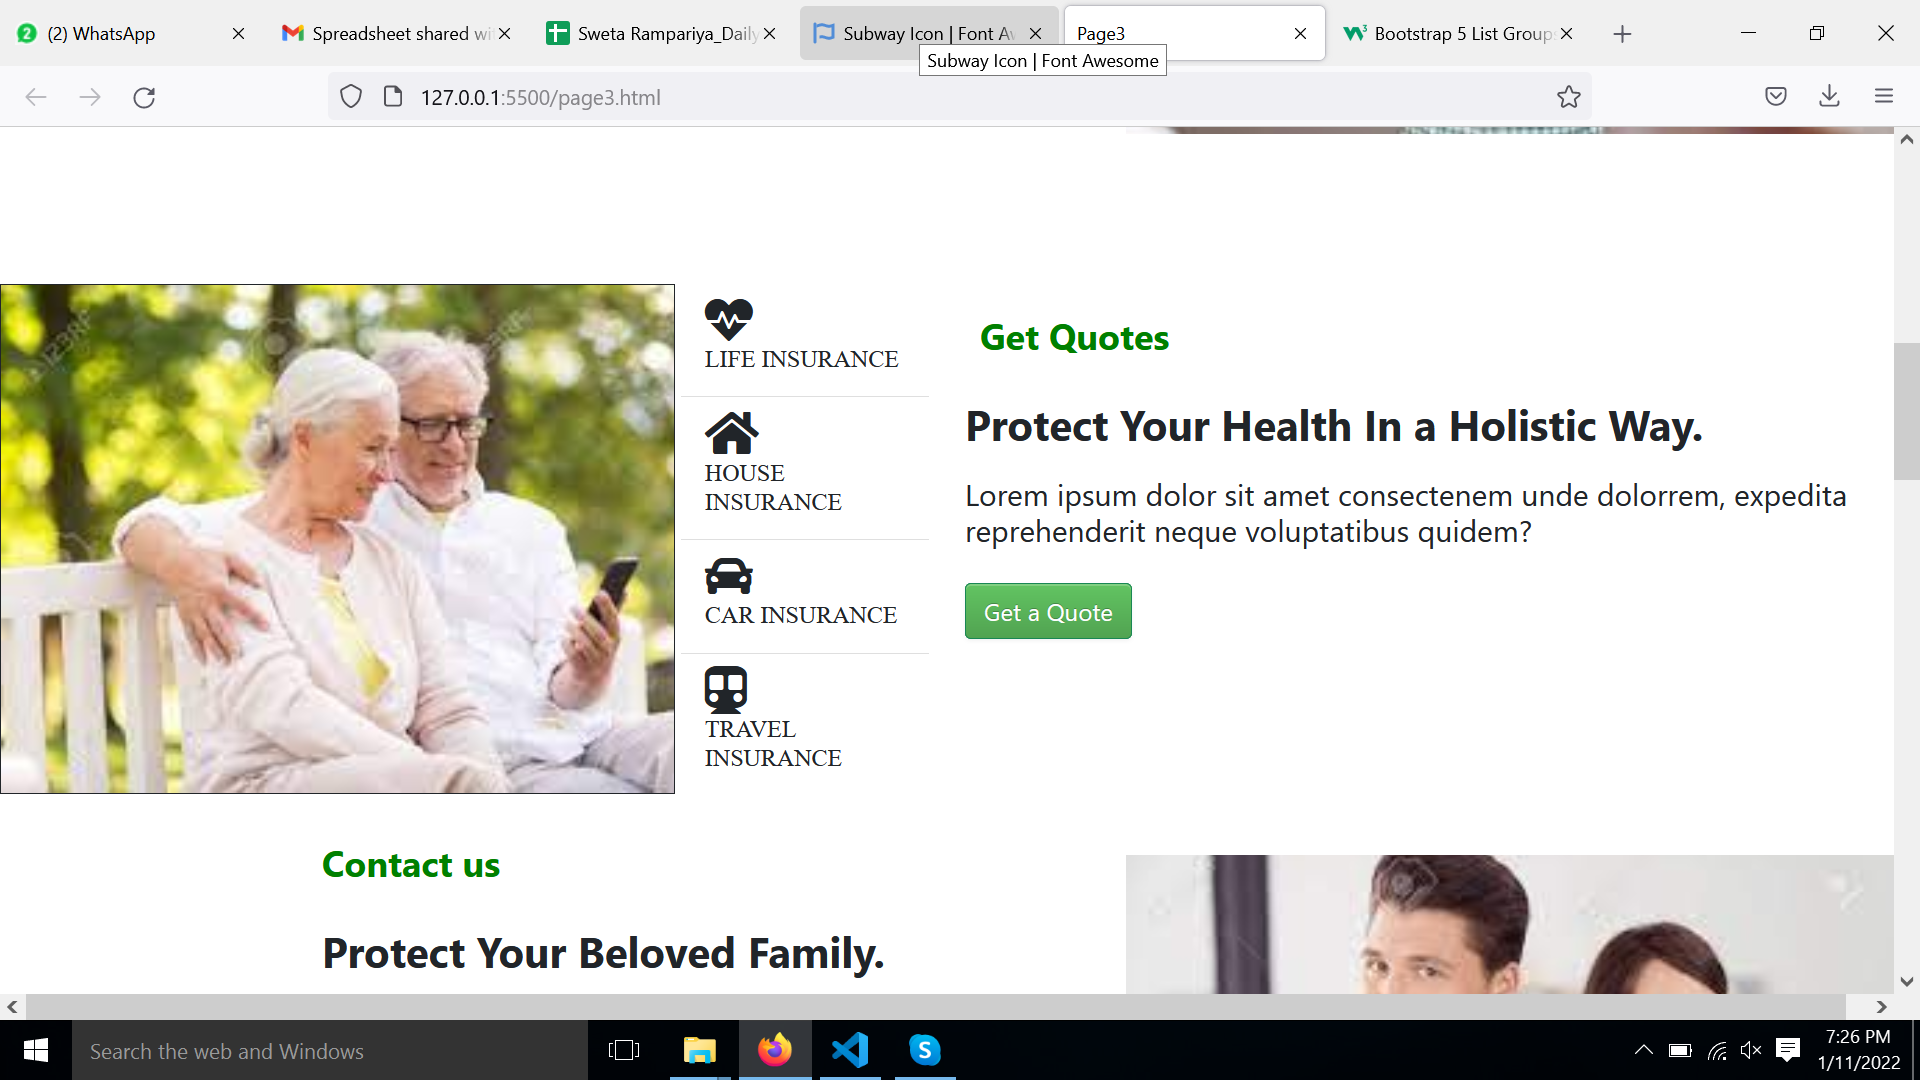 (2) WhatsApp
Spreadsheet shared wi
Sweta Rampariya_Daily
Subway Icon | Font Aw
Page3
Bootstrap 5 List Group
Subway Icon | Font Awesome
127.0.0.1:5500/page3.html
123RF
LIFE INSURANCE
HOUSE
INSURANCE
CAR INSURANCE
TRAVEL
INSURANCE
Get Quotes
Protect Your Health In a Holistic Way.
Lorem ipsum dolor sit amet consectenem unde dolorrem, expedita
reprehenderit neque voluptatibus quidem?
Get a Quote
Contact us
Protect Your Beloved Family.
Search the web and Windows
7:26 PM
1/11/2022